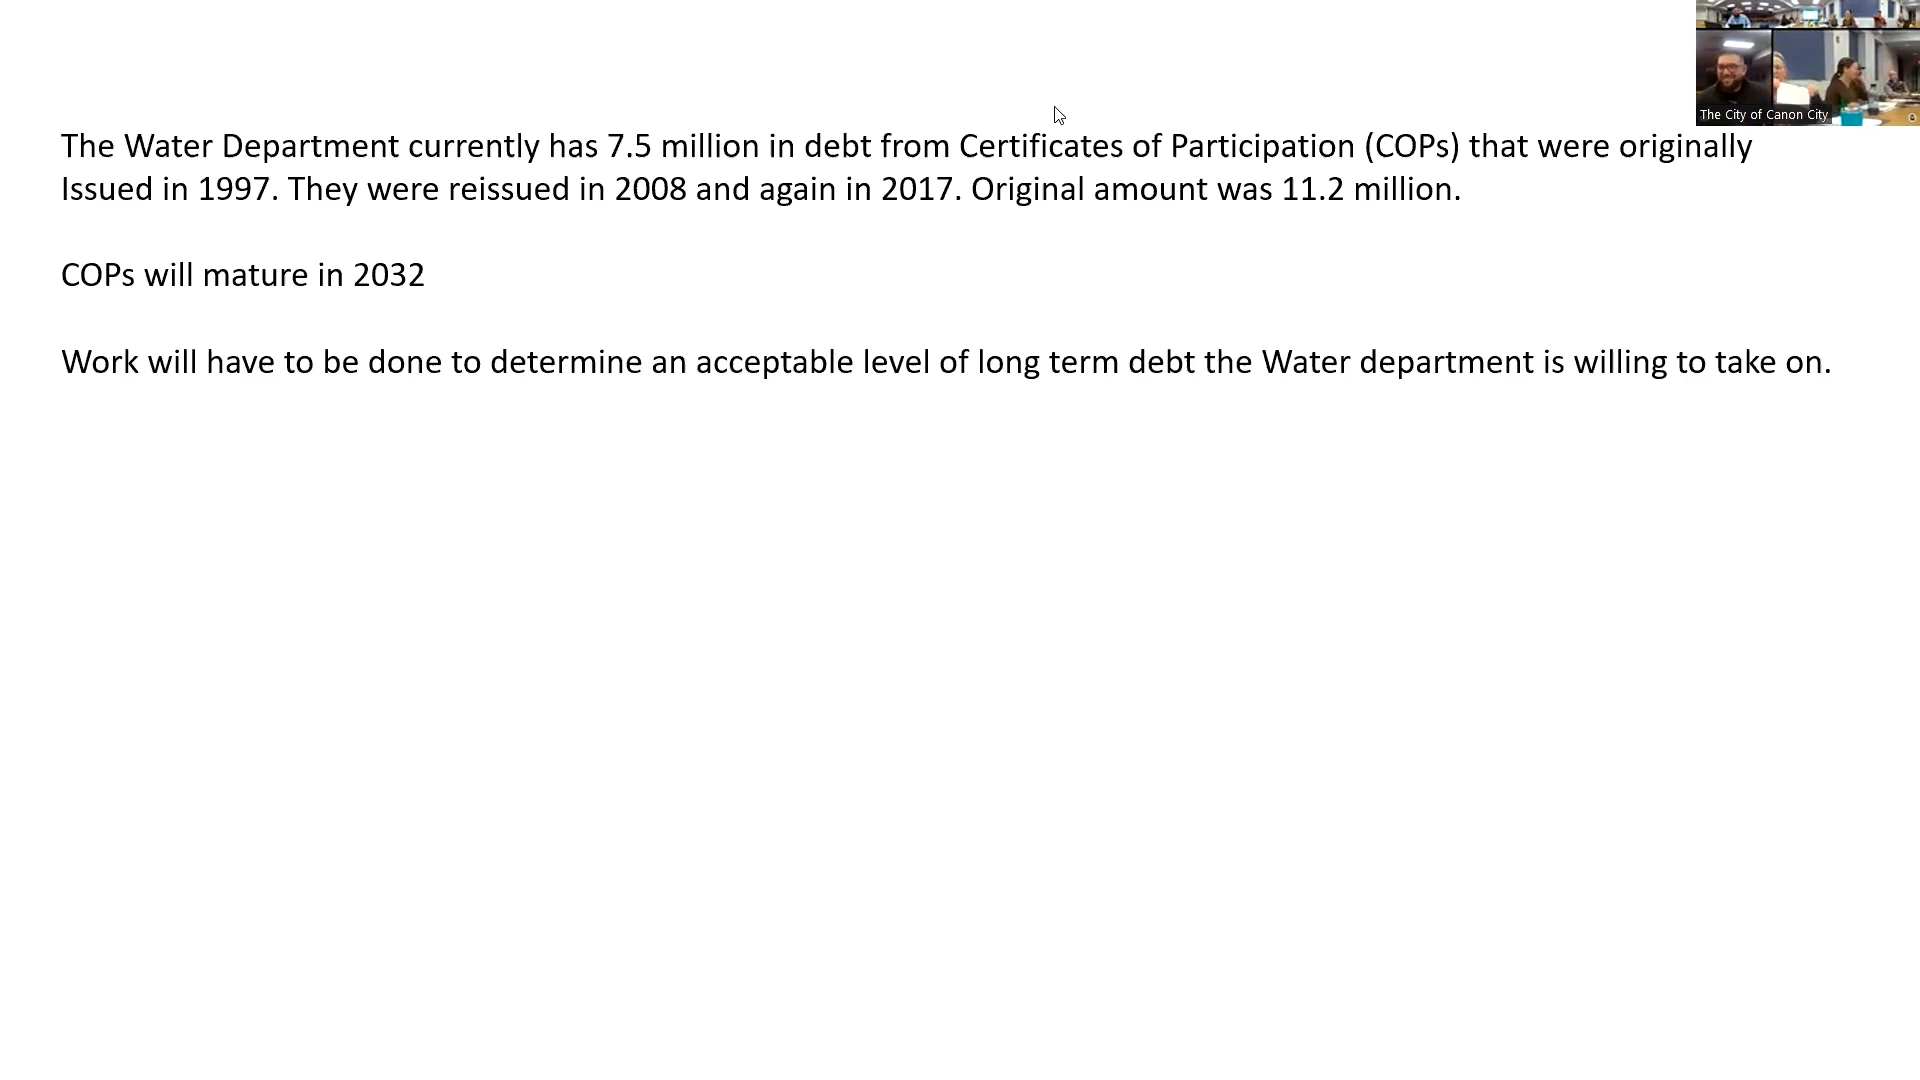 The City of Canon City
The Water Department currently has 7.5 million in debt from Certificates of Participation (COPs) that were originally
Issued in 1997. They were reissued in 2008 and again in 2017. Original amount was 11.2 million.
COPs will mature in 2032
Work will have to be done to determine an acceptable level of long term debt the Water department is willing to take on.